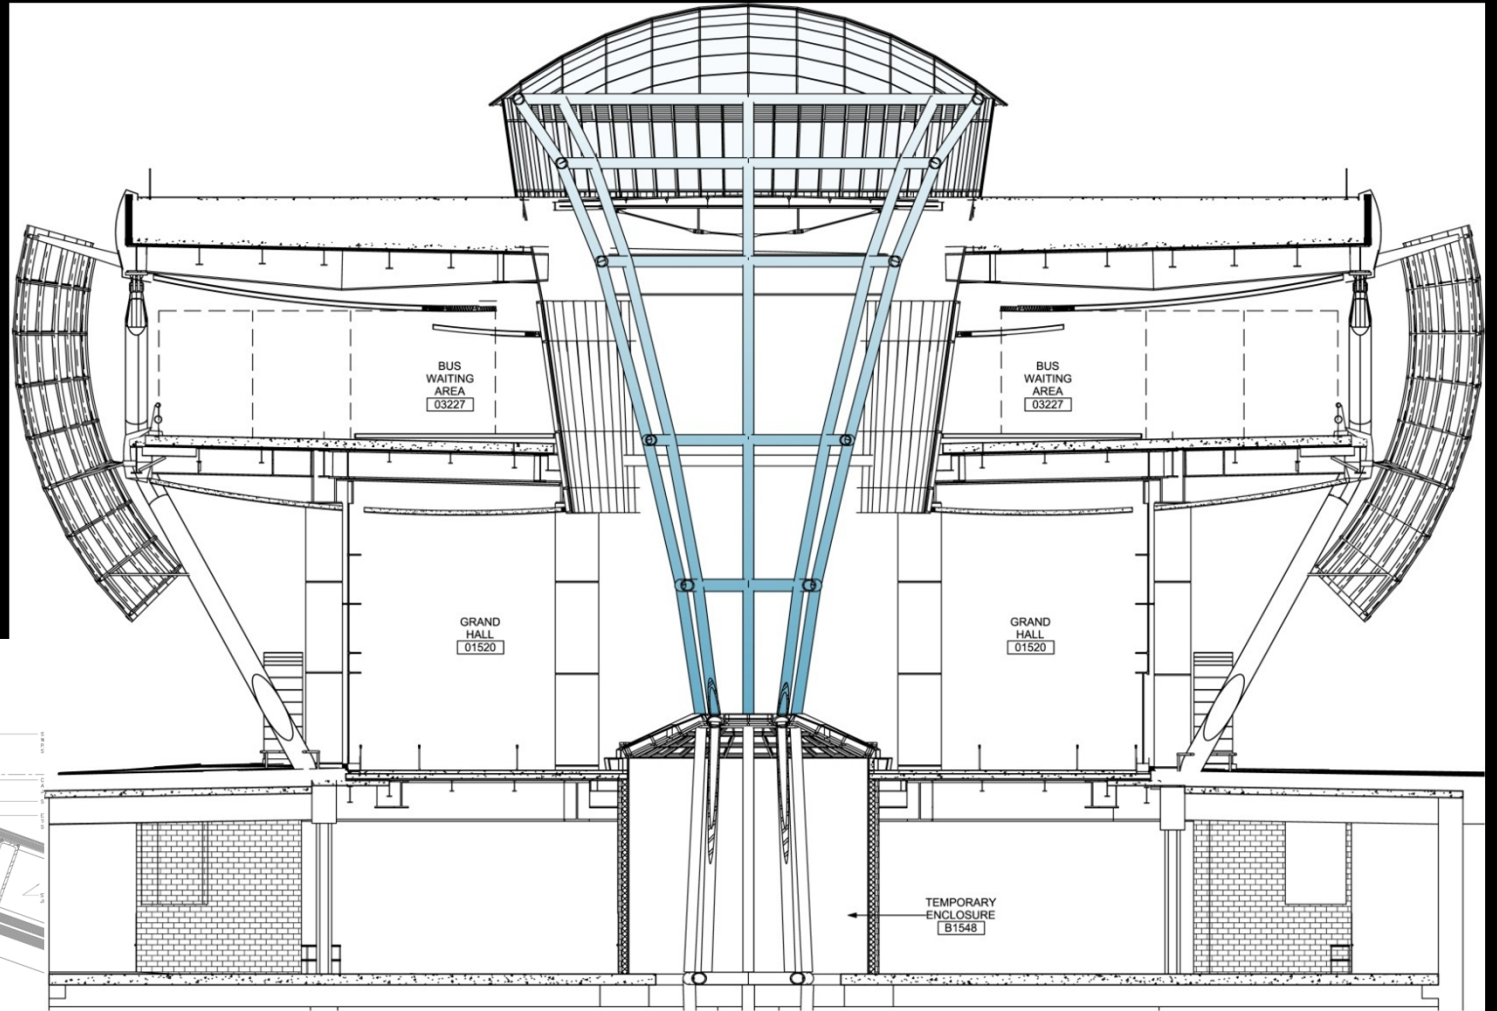 BUS
WAITING
AREA
03227
BUS
WAITING
AREA
03227
GRAND
HALL
01520
GRAND
HALL
01520
TEMPORARY
ENCLOSURE
B1548